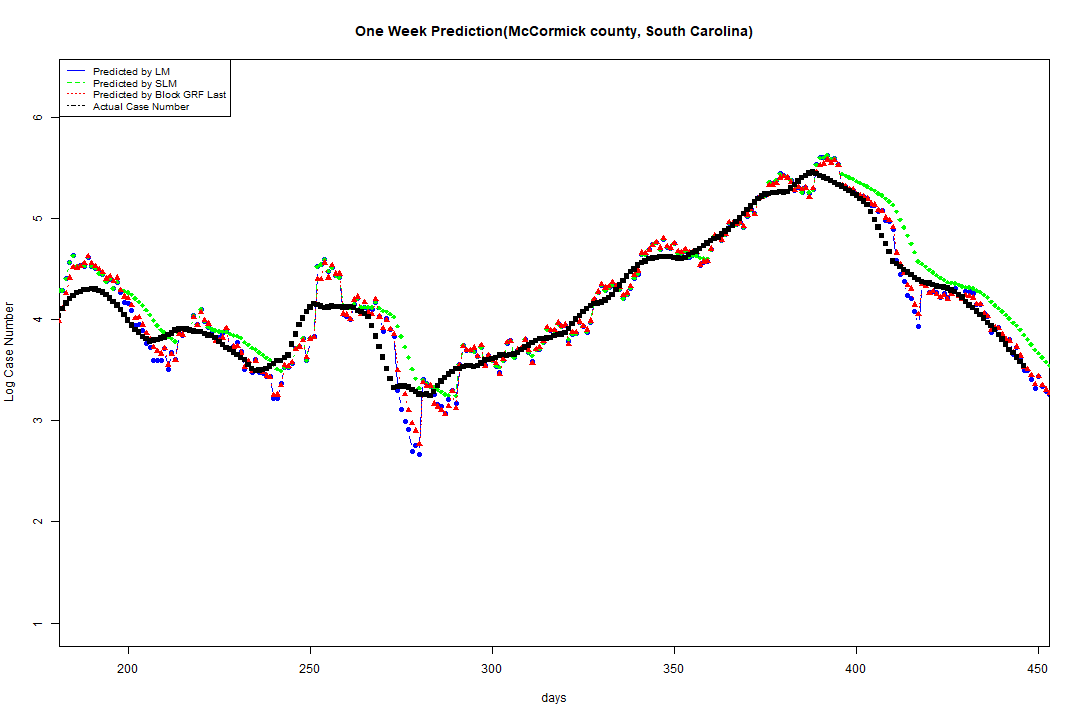 One Week Prediction(McCormick county, South Carolina)
Predicted by LM
Predicted by SLM
Predicted by Block GRF Last
Actual Case Number
6
5
4
3
2
1
Log Case Number
200 250 300 350 400 450
days